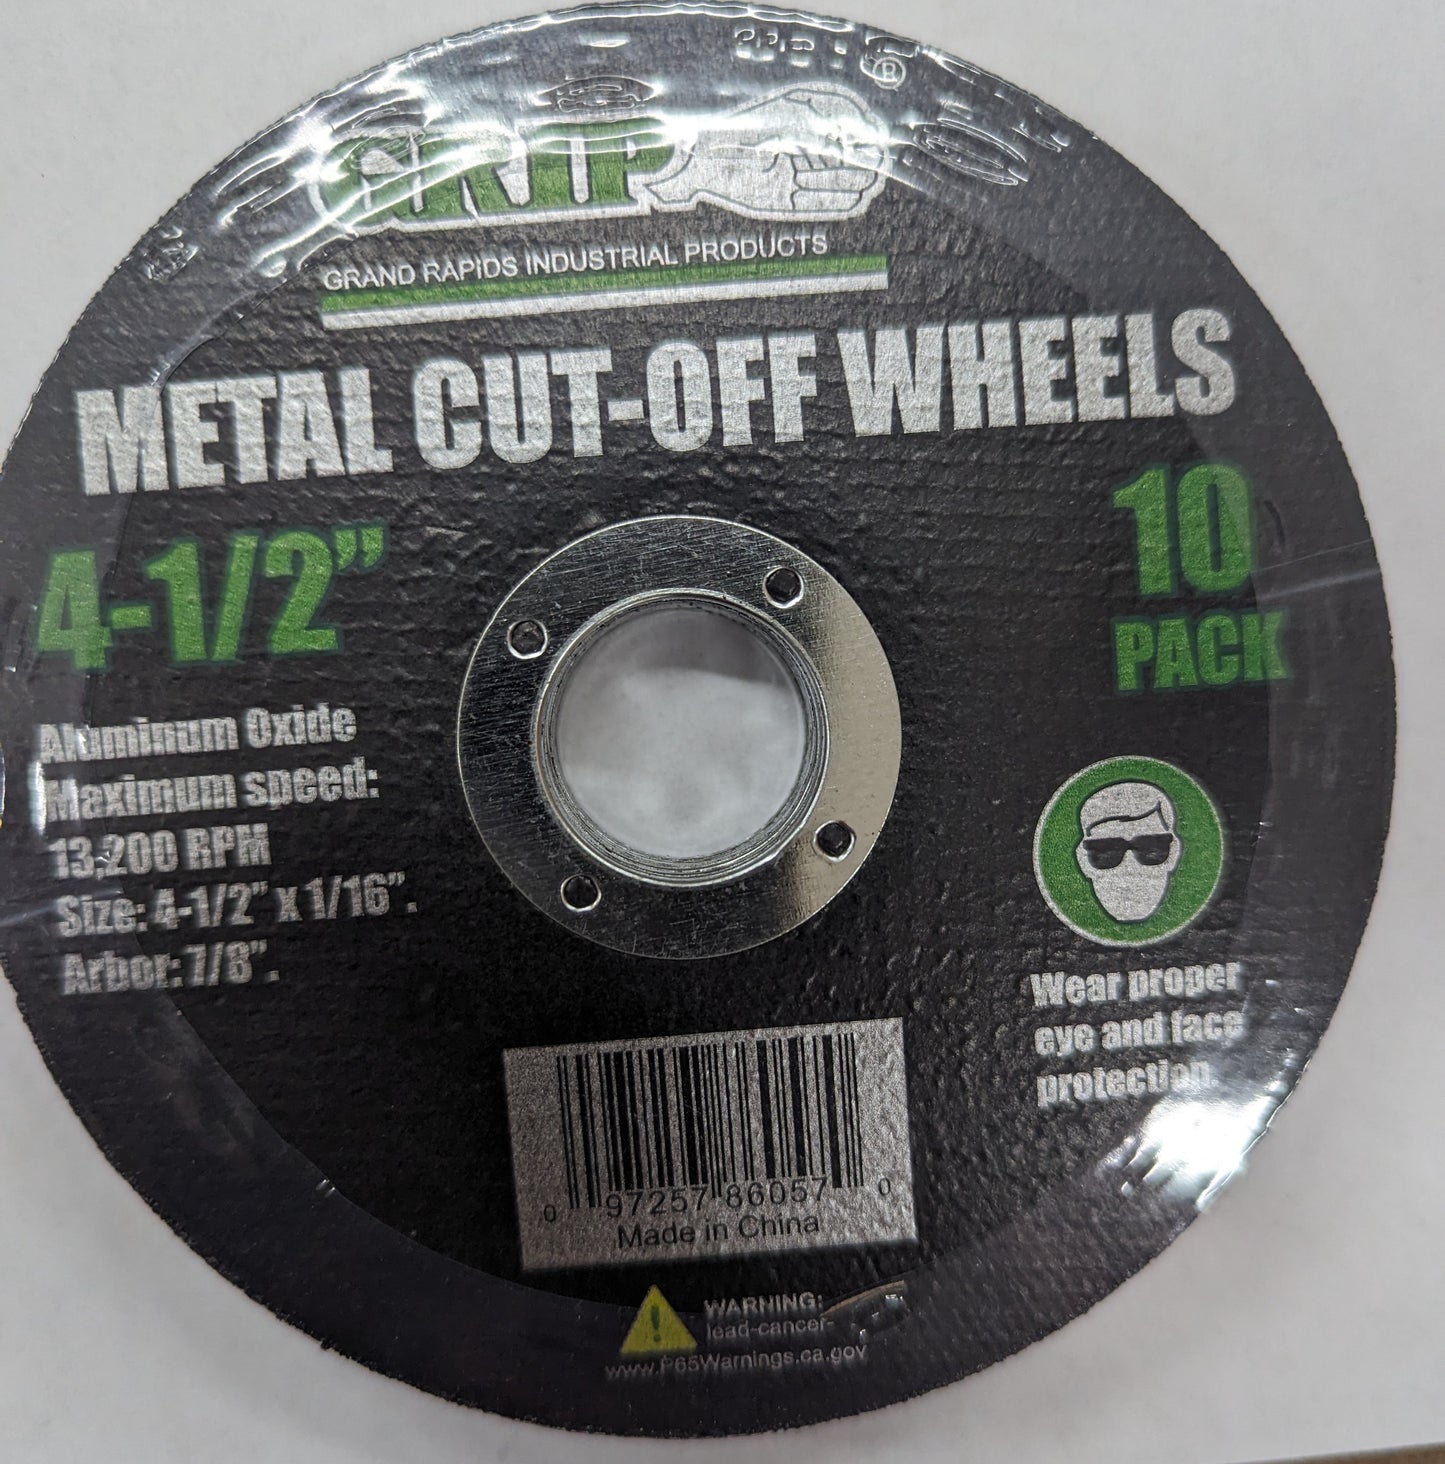 GRIP
®
GRAND RAPIDS INDUSTRIAL PRODUCTS
METAL CUT-OFF WHEELS
4-1/2”
10
PACK
Aluminum Oxide
Maximum speed:
13,200 RPM
Size: 4-1/2” x 1/16”.
Arbor: 7/8”.
Wear proper
eye and face
protection.
0 97257 86057 0
Made in China
WARNING:
lead-cancer-
www.P65Warnings.ca.gov